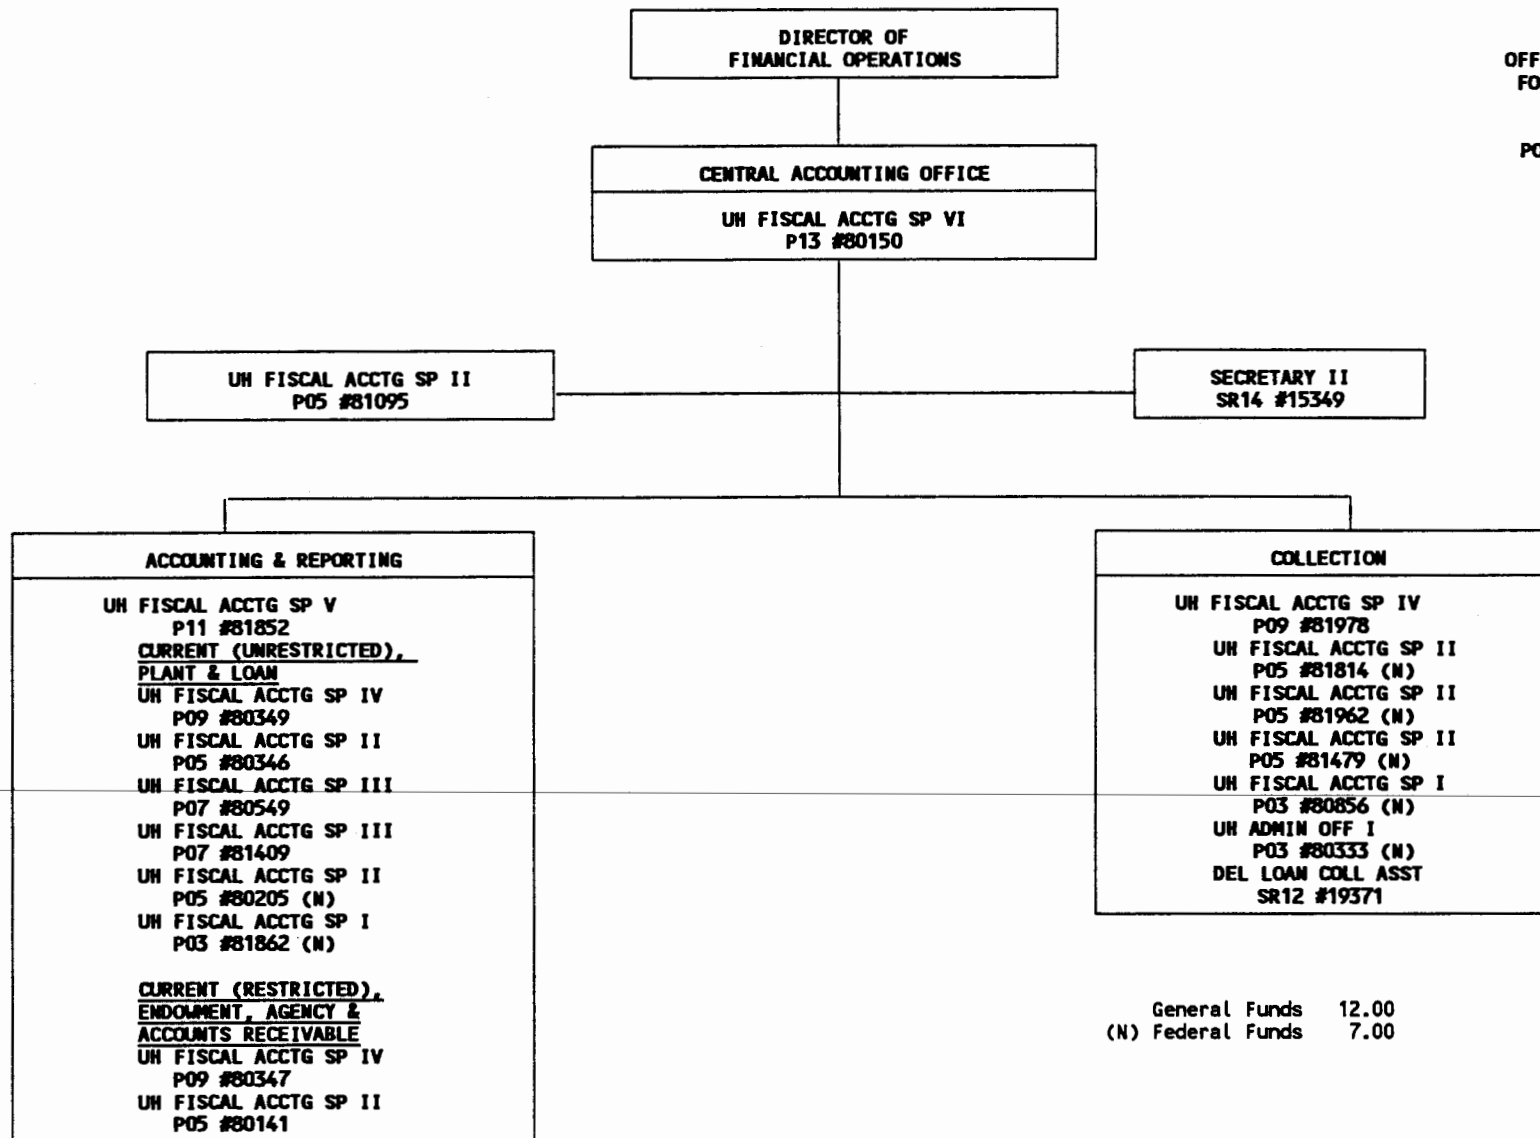 DIRECTOR OF
FINANCIAL OPERATIONS
OFF
FO
PO
CENTRAL ACCOUNTING OFFICE
UH FISCAL ACCTG SP VI
P13 #80150
UH FISCAL ACCTG SP II
P05 #81095
SECRETARY II
SR14 #15349
ACCOUNTING & REPORTING
UH FISCAL ACCTG SP V
P11 #81852
CURRENT (UNRESTRICTED),
PLANT & LOAN
UH FISCAL ACCTG SP IV
P09 #80349
UH FISCAL ACCTG SP II
P05 #80346
UH FISCAL ACCTG SP III
P07 #80549
UH FISCAL ACCTG SP III
P07 #81409
UH FISCAL ACCTG SP II
P05 #80205 (N)
UH FISCAL ACCTG SP I
P03 #81862 (N)
CURRENT (RESTRICTED),
ENDOWMENT, AGENCY &
ACCOUNTS RECEIVABLE
UH FISCAL ACCTG SP IV
P09 #80347
UH FISCAL ACCTG SP II
P05 #80141
COLLECTION
UH FISCAL ACCTG SP IV
P09 #81978
UH FISCAL ACCTG SP II
P05 #81814 (N)
UH FISCAL ACCTG SP II
P05 #81962 (N)
UH FISCAL ACCTG SP II
P05 #81479 (N)
UH FISCAL ACCTG SP I
P03 #80856 (N)
UH ADMIN OFF I
P03 #80333 (N)
DEL LOAN COLL ASST
SR12 #19371
General Funds 12.00
(N) Federal Funds 7.00